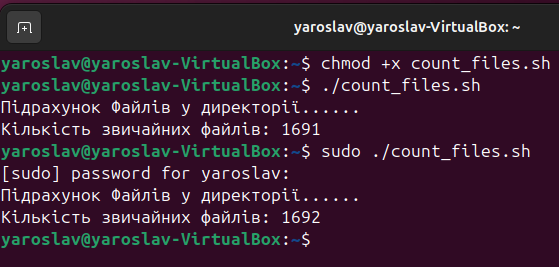 yaroslav@yaroslav-VirtualBox: ~
yaroslav@yaroslav-VirtualBox:~$ chmod +x count_files.sh
yaroslav@yaroslav-VirtualBox:~$ ./count_files.sh
Підрахунок Файлів у директорії......
Кількість звичайних файлів: 1691
yaroslav@yaroslav-VirtualBox:~$ sudo ./count_files.sh
[sudo] password for yaroslav:
Підрахунок Файлів у директорії......
Кількість звичайних файлів: 1692
yaroslav@yaroslav-VirtualBox:~$